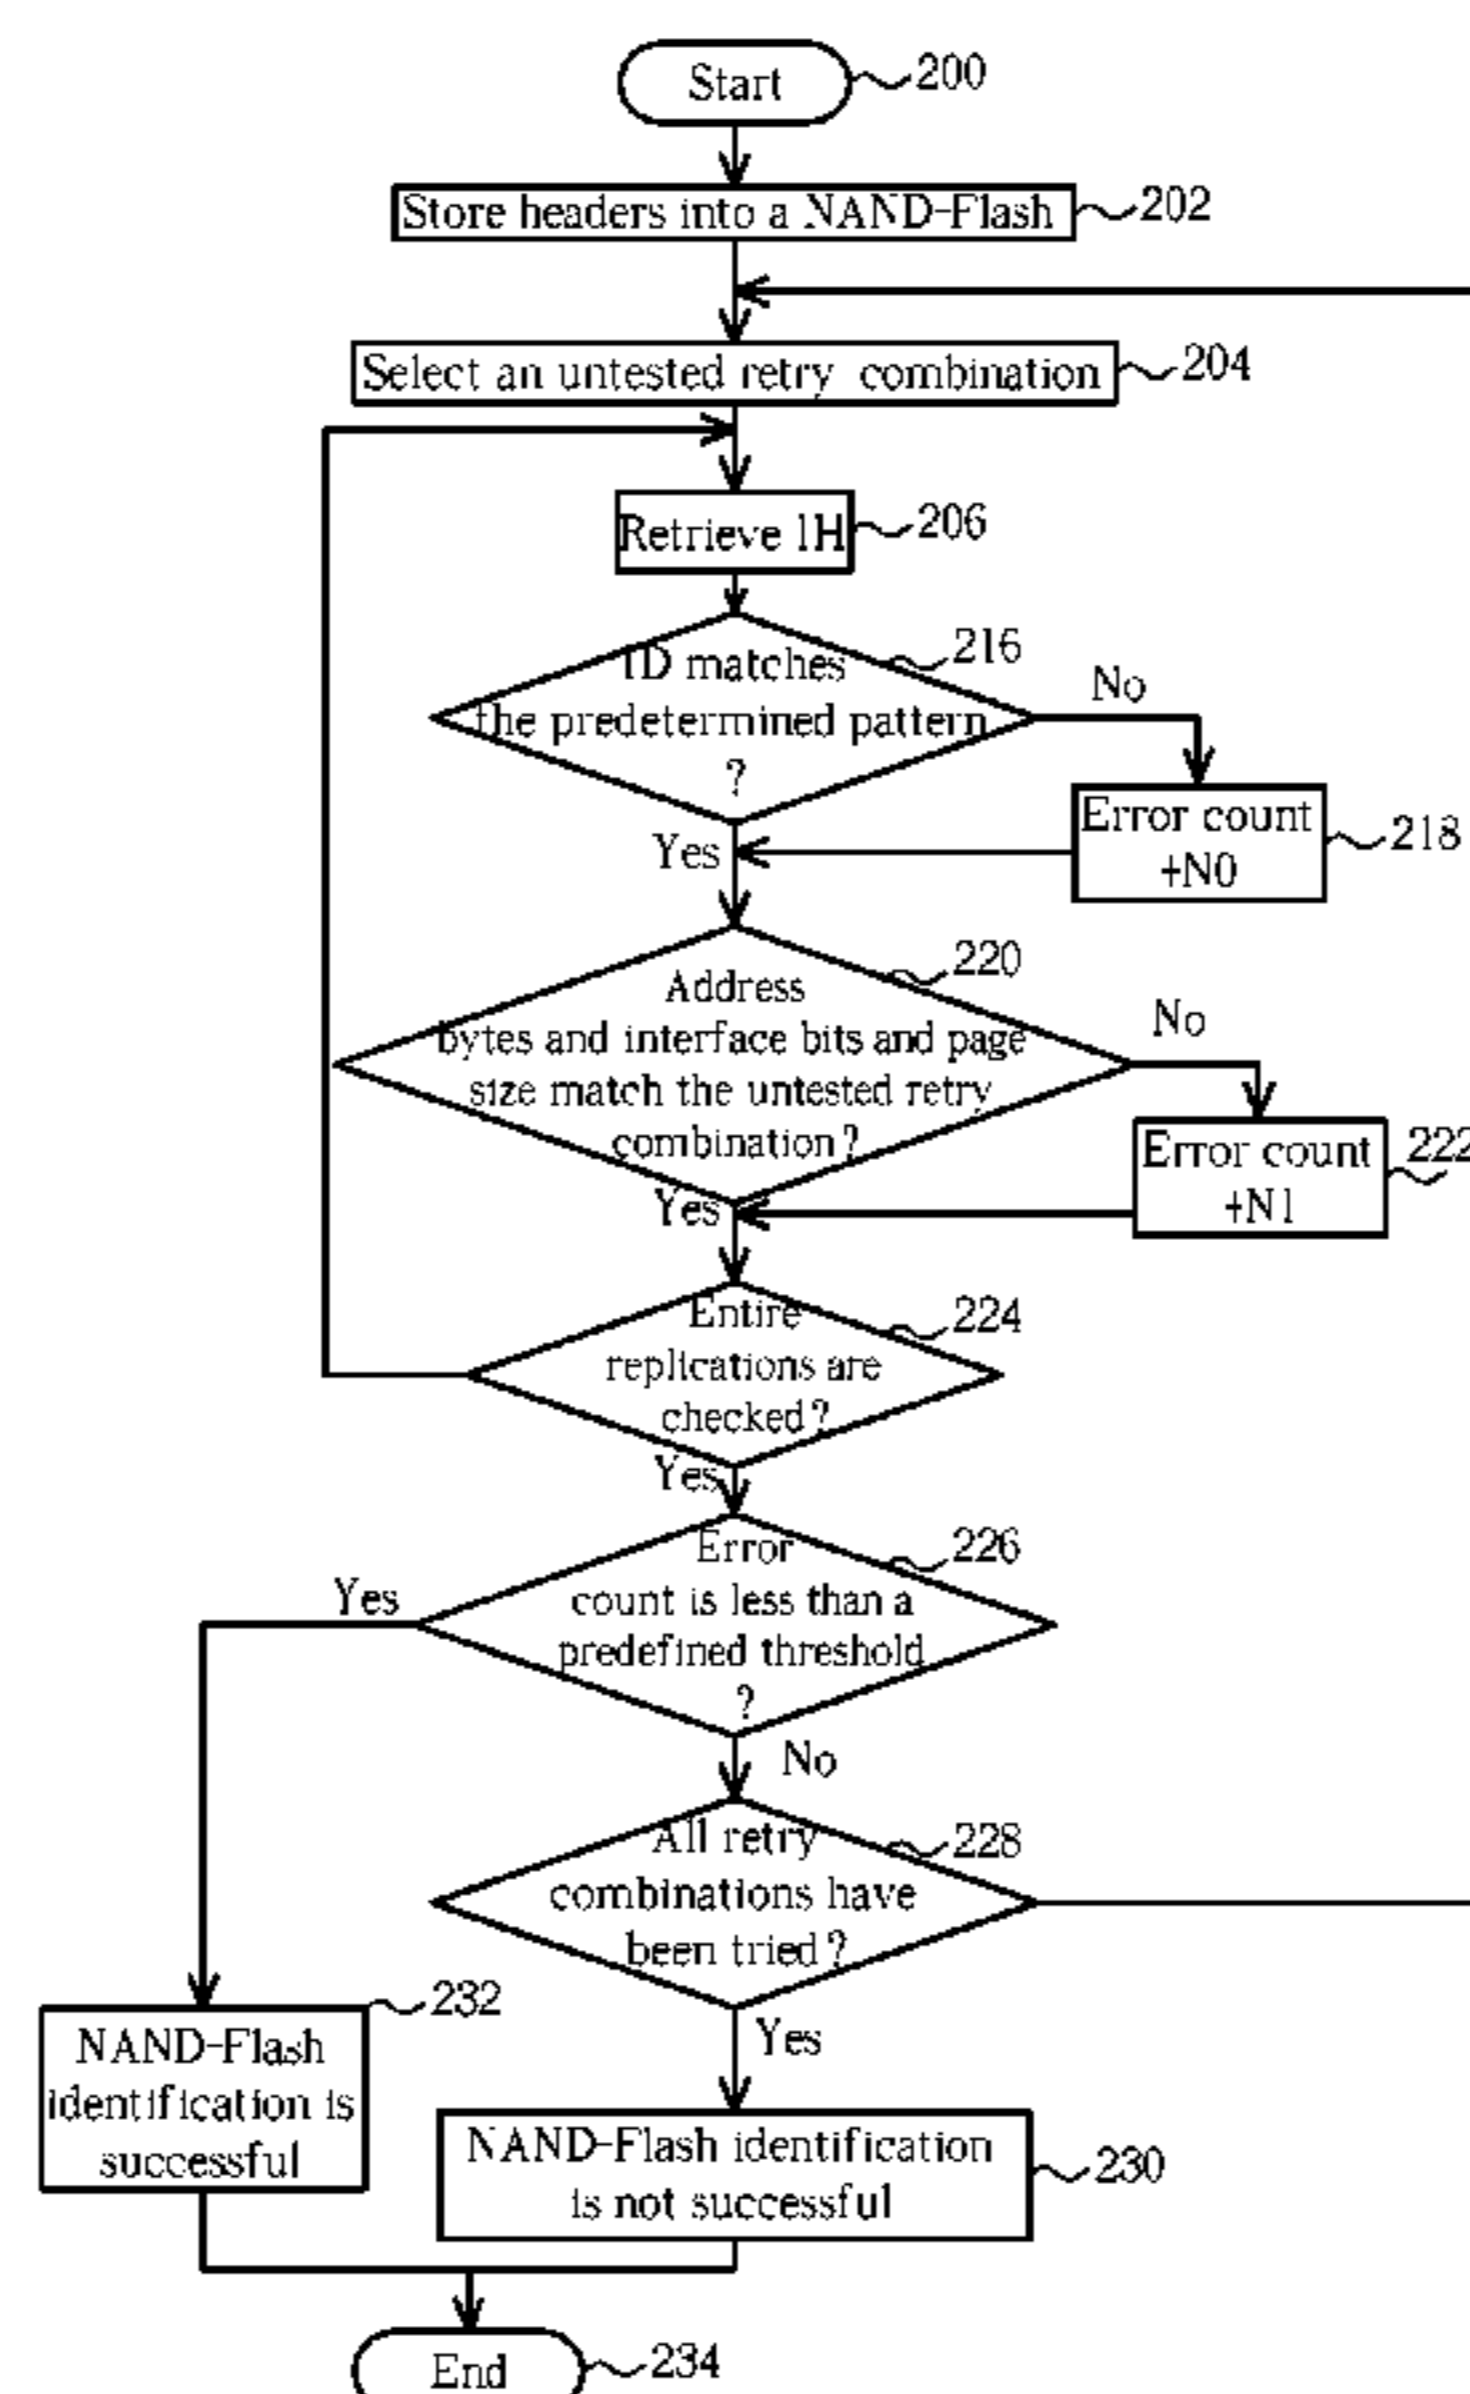 Start 200
Store headers into a NAND-Flash 202
Select an untested retry combination 204
Retrieve 1H 206
ID matches 216
the predetermined pattern
?
No
Error count 218
+N0
Yes
Address 220
bytes and interface bits and page
size match the untested retry
combination?
No
Error count 222
+N1
Yes
Entire 224
replications are
checked?
Yes
Error 226
count is less than a
predefined threshold
?
Yes
No
All retry 228
combinations have
been tried?
Yes
NAND-Flash 232
identification is
successful
NAND-Flash identification 230
is not successful
End 234